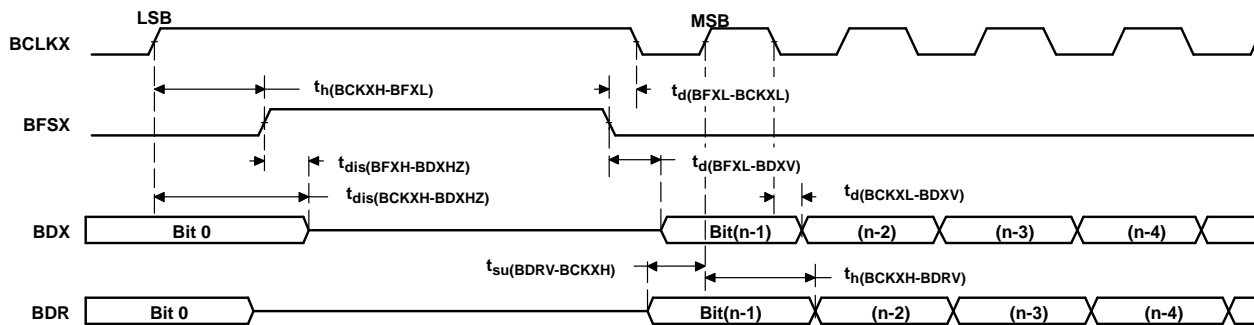 LSB
MSB
BCLKX
th(BCKXH-BFXL)
td(BFXL-BCKXL)
BFSX
tdis(BFXH-BDXHZ)
td(BFXL-BDXV)
tdis(BCKXH-BDXHZ)
td(BCKXL-BDXV)
BDX
Bit 0
Bit(n-1)
(n-2)
(n-3)
(n-4)
tsu(BDRV-BCKXH)
th(BCKXH-BDRV)
BDR
Bit 0
Bit(n-1)
(n-2)
(n-3)
(n-4)